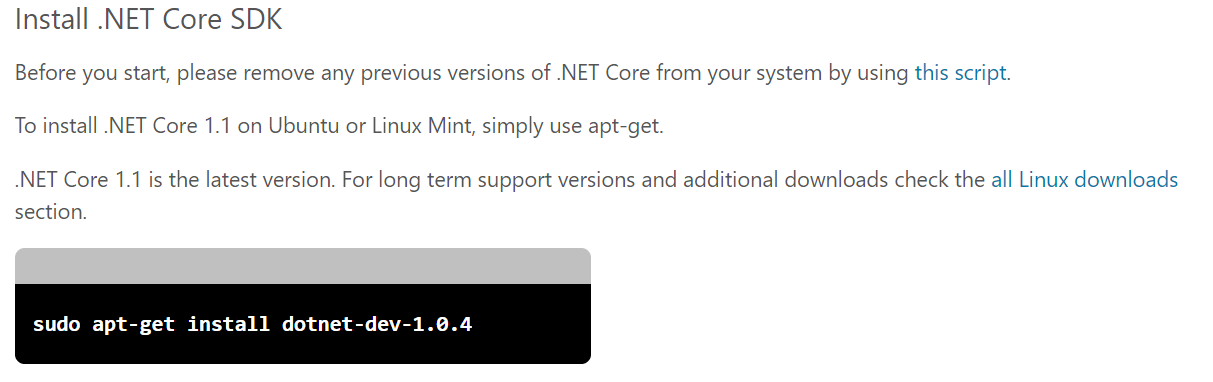 Install .NET Core SDK
Before you start, please remove any previous versions of .NET Core from your system by using this script.
To install .NET Core 1.1 on Ubuntu or Linux Mint, simply use apt-get.
.NET Core 1.1 is the latest version. For long term support versions and additional downloads check the all Linux downloads
section.
sudo apt-get install dotnet-dev-1.0.4